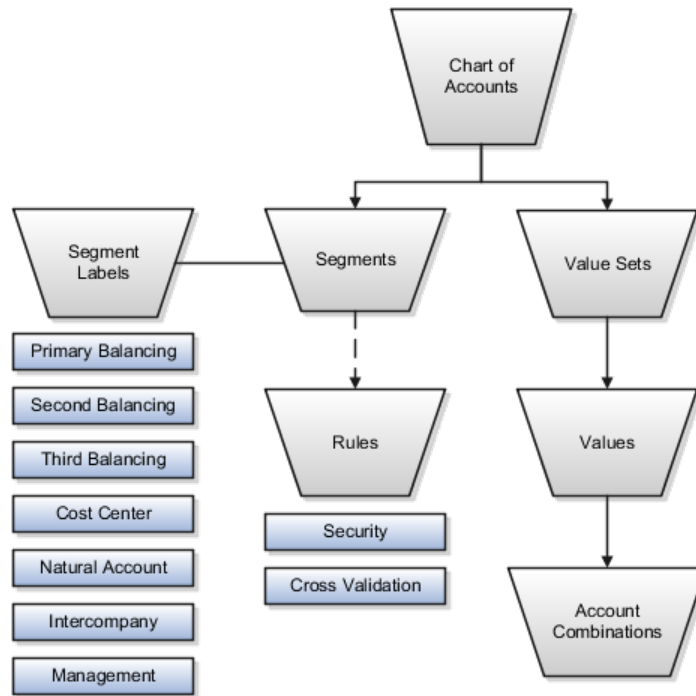 Chart of
Accounts
Segment
Labels
Segments
Value Sets
Primary Balancing
Second Balancing
Third Balancing
Cost Center
Natural Account
Intercompany
Management
Rules
Security
Cross Validation
Values
Account
Combinations